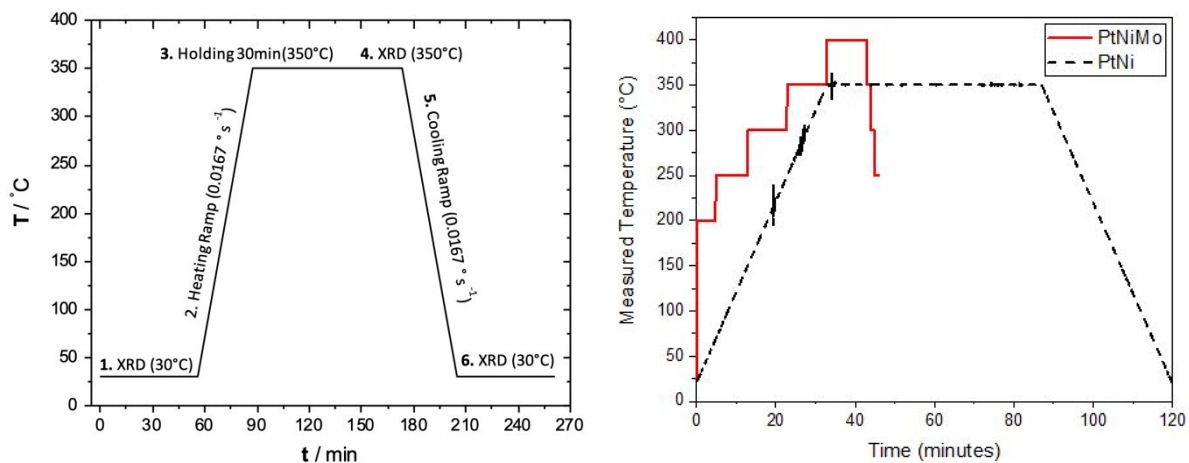 400
350
300
250
200
150
100
50
0
T / °C
3. Holding 30min(350°C)
4. XRD (350°C)
2. Heating Ramp (0.0167 ° s⁻¹)
5. Cooling Ramp (0.0167 ° s⁻¹)
1. XRD (30°C)
6. XRD (30°C)
0 30 60 90 120 150 180 210 240 270
t / min
PtNiMo
PtNi
400
350
300
250
200
150
100
50
0
Measured Temperature (°C)
0 20 40 60 80 100 120
Time (minutes)